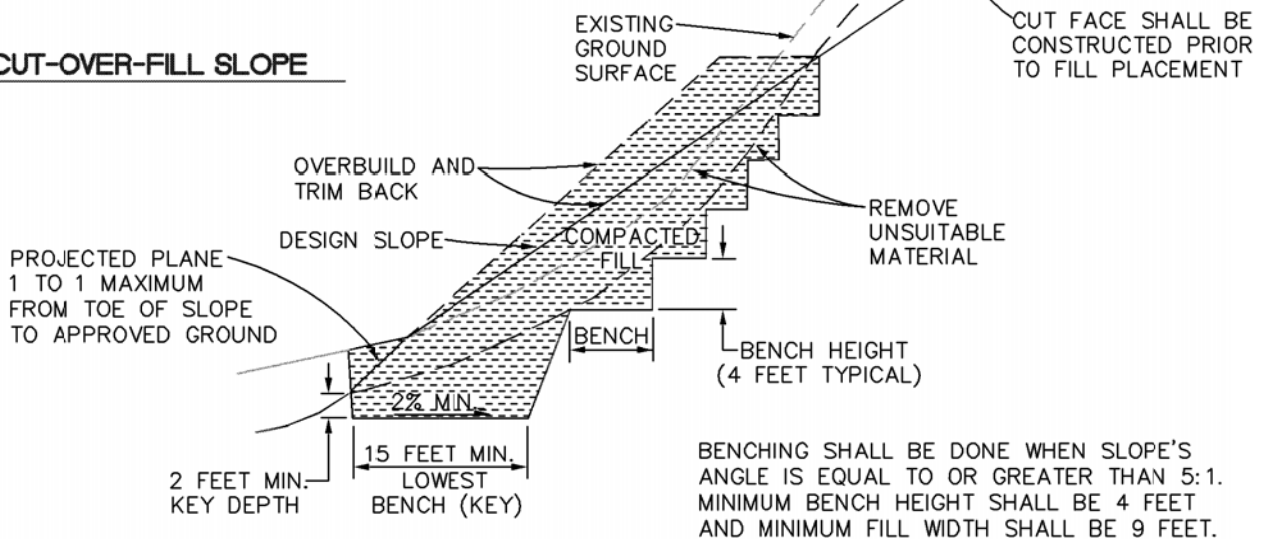 CUT-OVER-FILL SLOPE
EXISTING
GROUND
SURFACE
CUT FACE SHALL BE
CONSTRUCTED PRIOR
TO FILL PLACEMENT
OVERBUILD AND
TRIM BACK
DESIGN SLOPE
COMPACTED
FILL
REMOVE
UNSUITABLE
MATERIAL
PROJECTED PLANE
1 TO 1 MAXIMUM
FROM TOE OF SLOPE
TO APPROVED GROUND
BENCH
BENCH HEIGHT
(4 FEET TYPICAL)
2% MIN.
15 FEET MIN.
LOWEST
BENCH (KEY)
2 FEET MIN.
KEY DEPTH
BENCHING SHALL BE DONE WHEN SLOPE'S
ANGLE IS EQUAL TO OR GREATER THAN 5:1.
MINIMUM BENCH HEIGHT SHALL BE 4 FEET
AND MINIMUM FILL WIDTH SHALL BE 9 FEET.